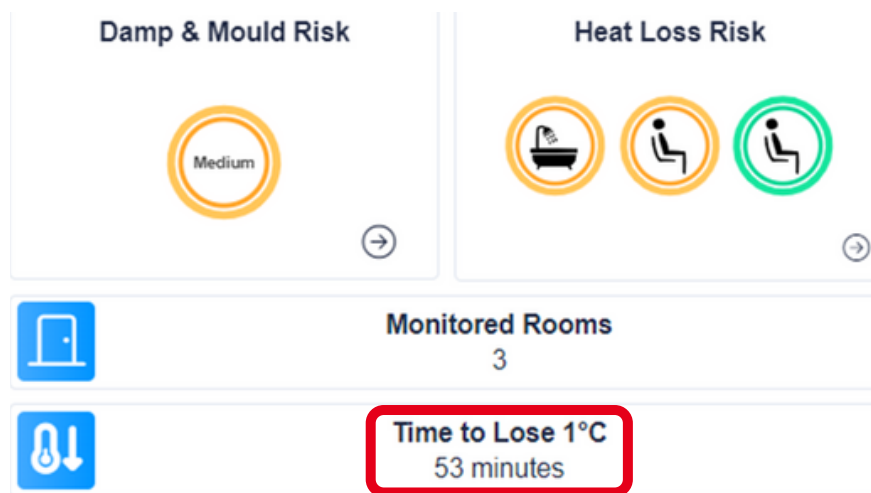 Damp & Mould Risk
Heat Loss Risk
Medium
Monitored Rooms
3
Time to Lose 1°C
53 minutes